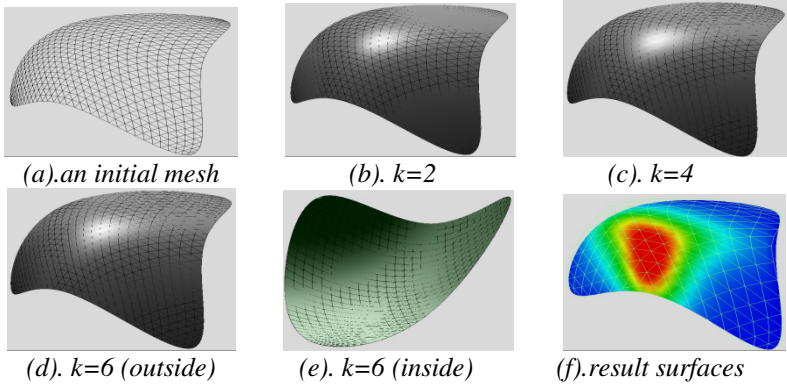 (a).an initial mesh
(b). k=2
(c). k=4
(d). k=6 (outside)
(e). k=6 (inside)
(f).result surfaces